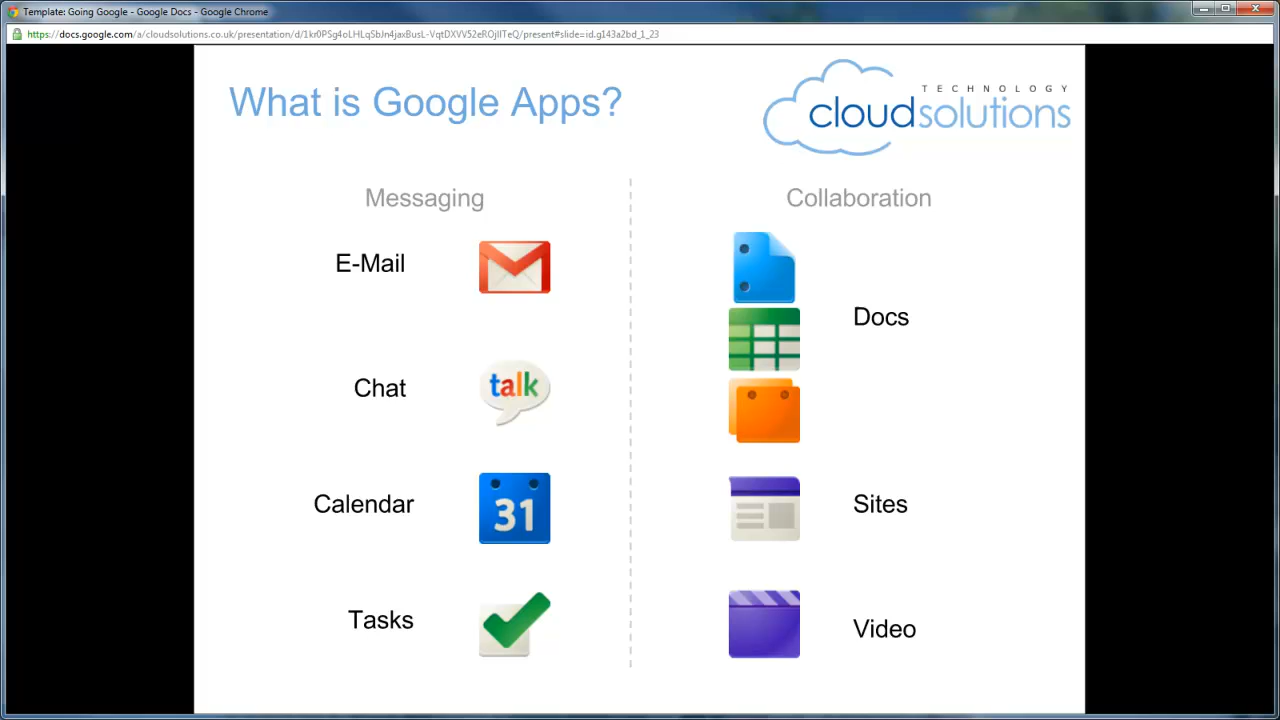 Template: Going Google - Google Docs - Google Chrome
https://docs.google.com/a/cloudsolutions.co.uk/presentation/d/1kr0PSg4oLHLqSbJn4jaxBusL-VqtDXVV52eROjIITeQ/present#slide=id.g143a2bd_1_23
What is Google Apps?
TECHNOLOGY
cloudsolutions
Messaging
E-Mail
Chat
talk
Calendar
31
Tasks
Collaboration
Docs
Sites
Video